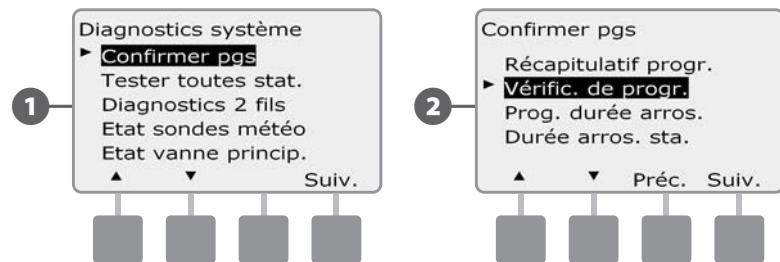 1
Diagnostics système
► Confirmer pgs
Tester toutes stat.
Diagnostics 2 fils
Etat sondes météo
Etat vanne princip.
▲ ▼ Suiv.
2
Confirmer pgs
Récapitulatif progr.
► Vérific. de progr.
Prog. durée arros.
Durée arros. sta.
▲ ▼ Préc. Suiv.